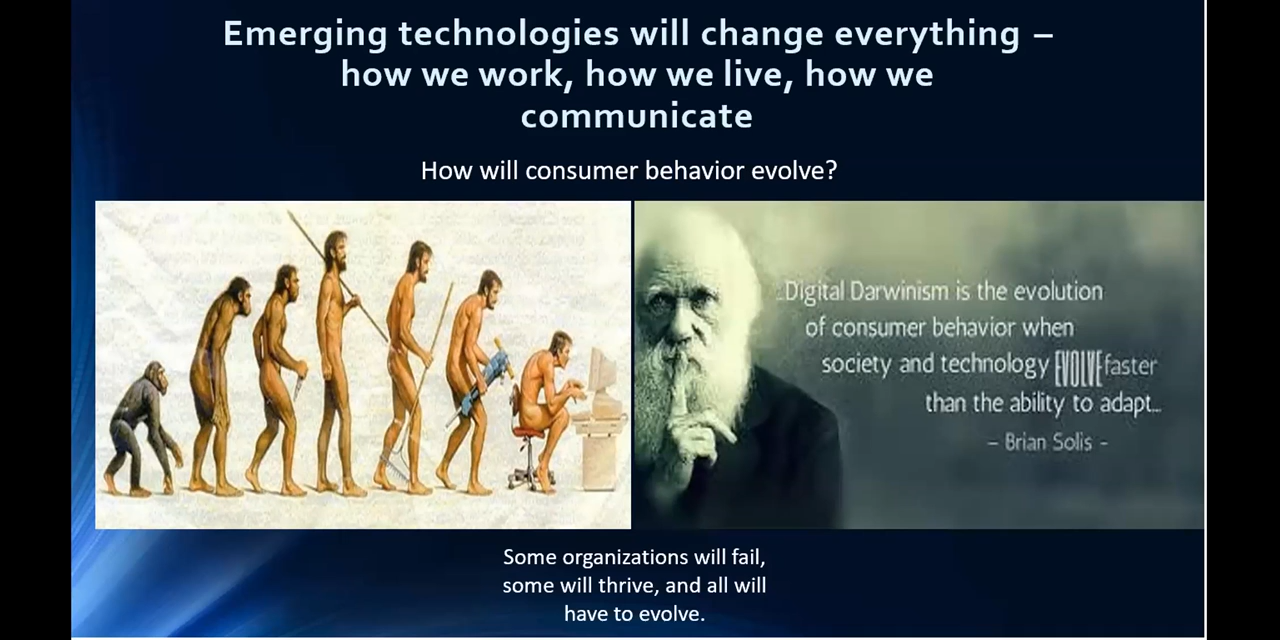 Emerging technologies will change everything –
how we work, how we live, how we
communicate
How will consumer behavior evolve?
Digital Darwinism is the evolution
of consumer behavior when
society and technology EVOLVE faster
than the ability to adapt...
– Brian Solis –
Some organizations will fail,
some will thrive, and all will
have to evolve.